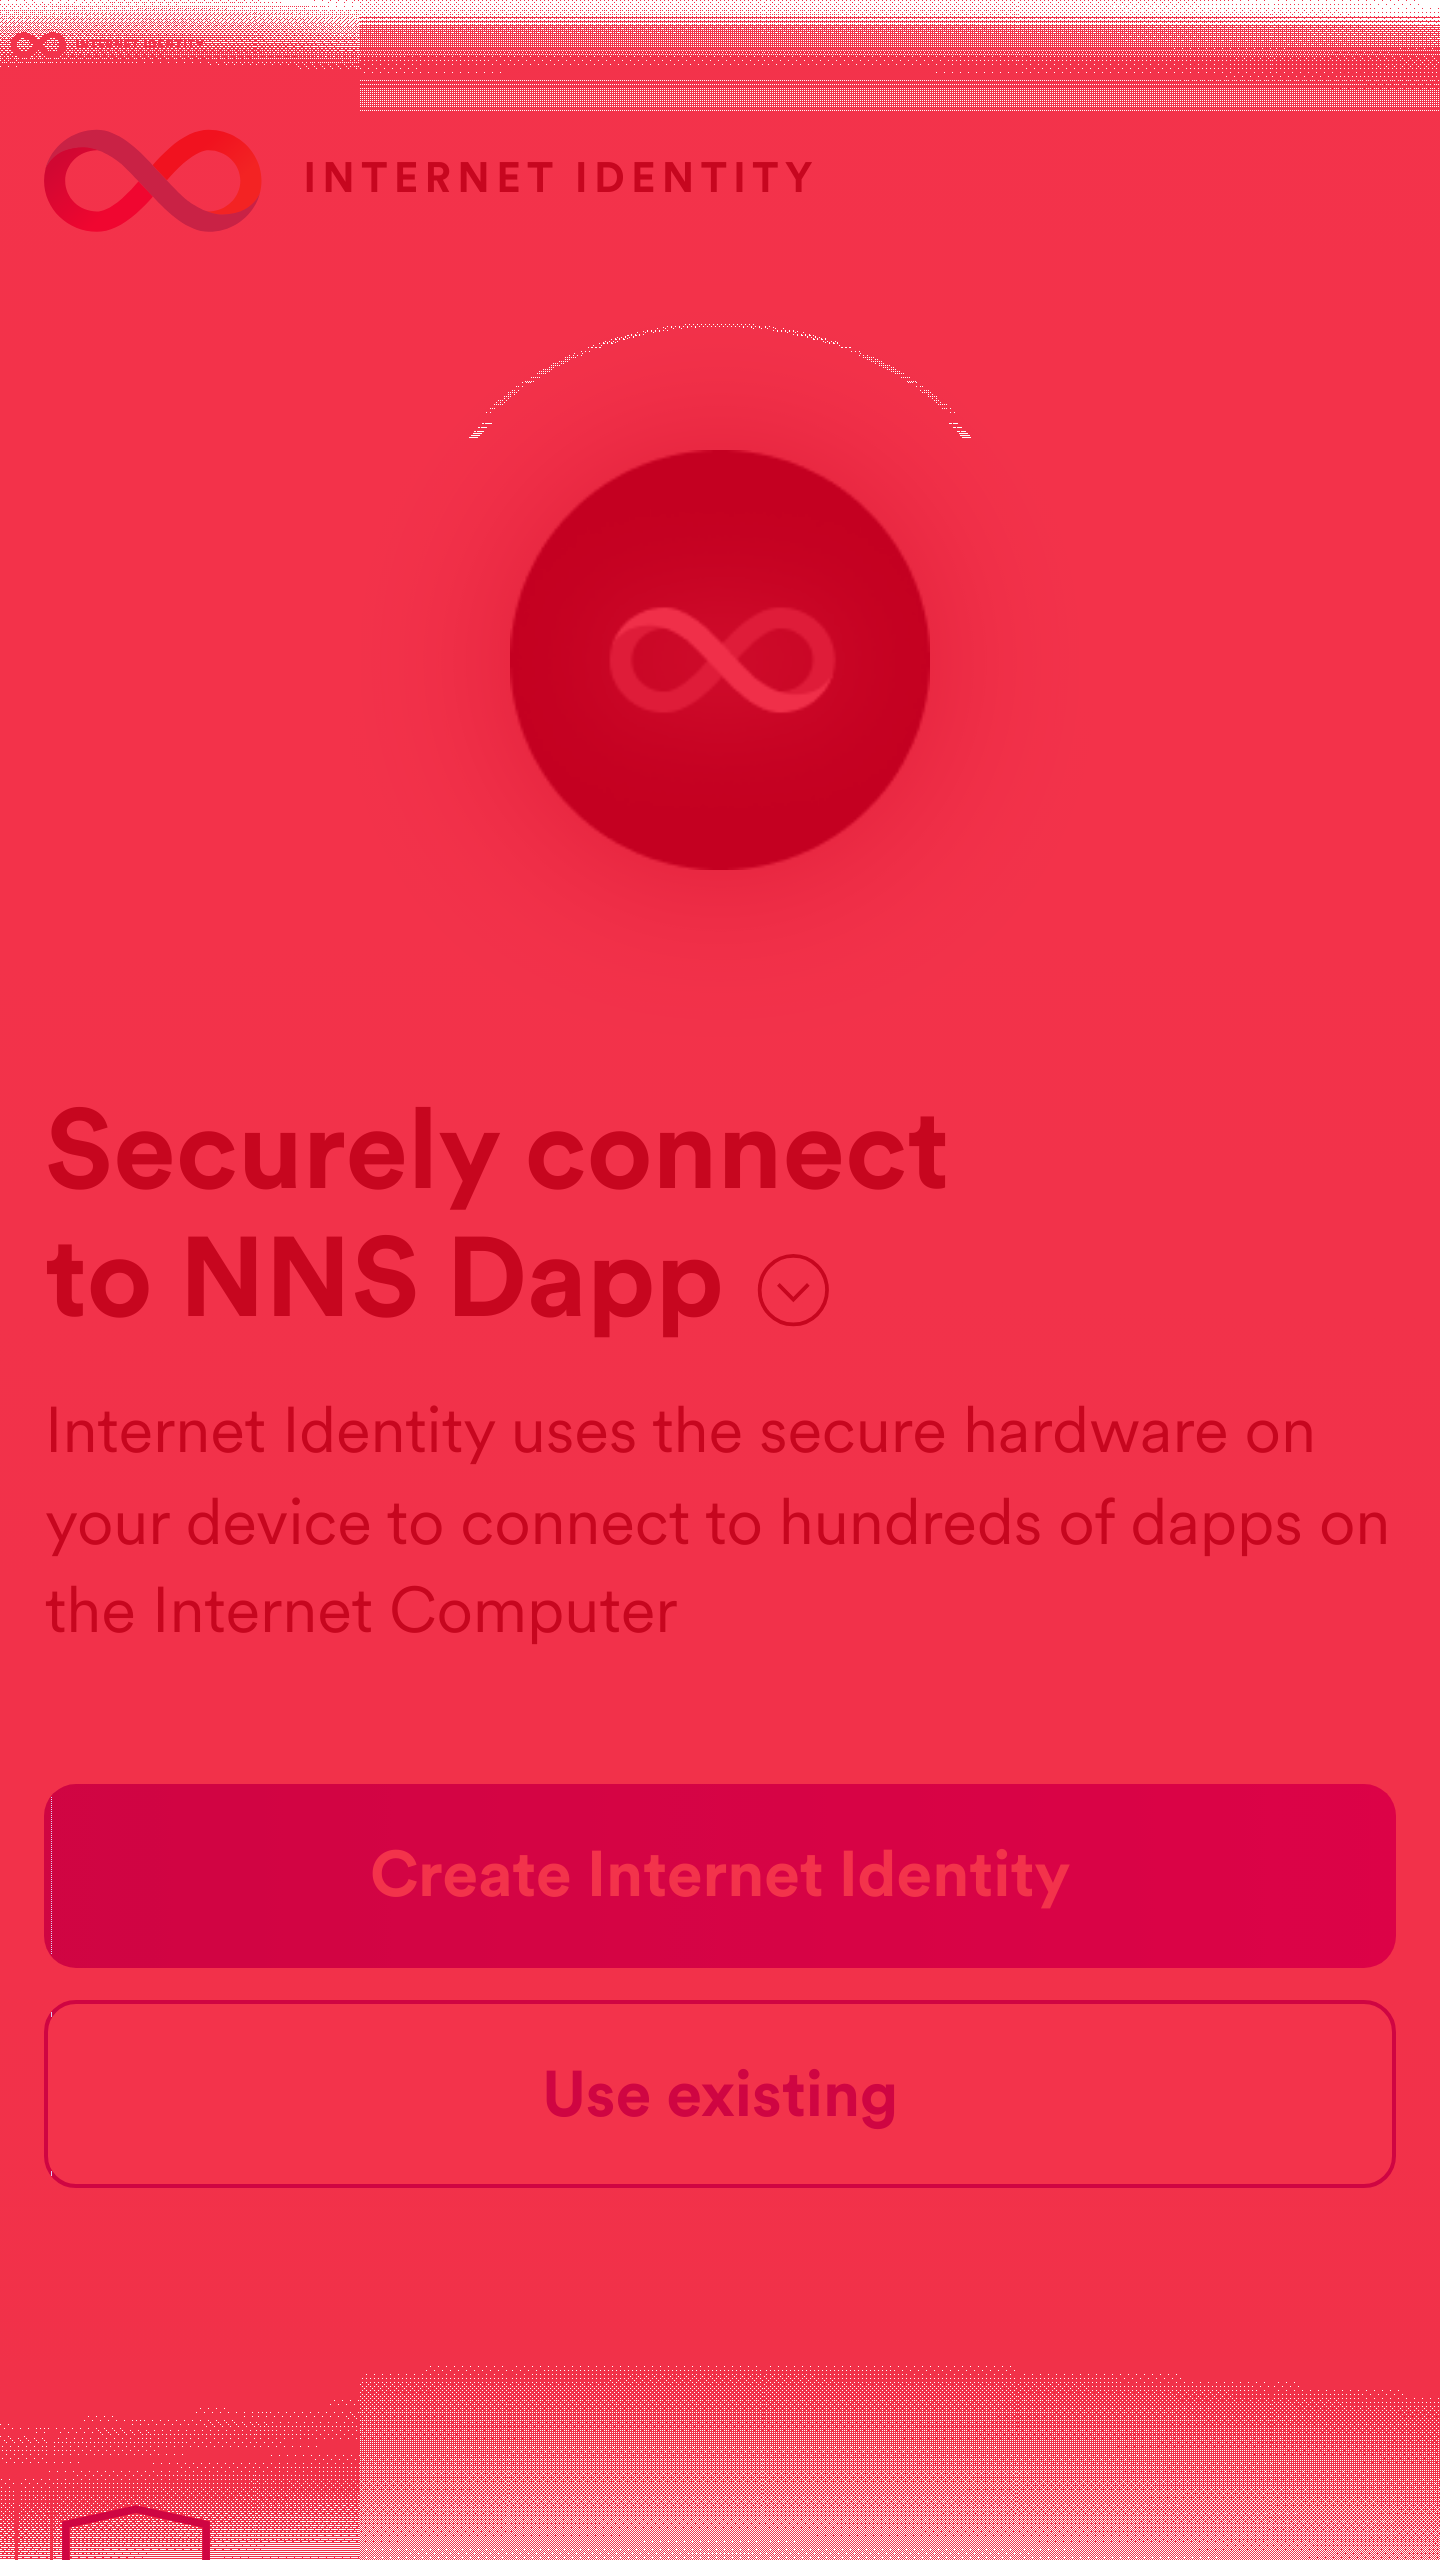 INTERNET IDENTITY
INTERNET IDENTITY
Securely connect
to NNS Dapp
Internet Identity uses the secure hardware on
your device to connect to hundreds of dapps on
the Internet Computer
Create Internet Identity
Use existing